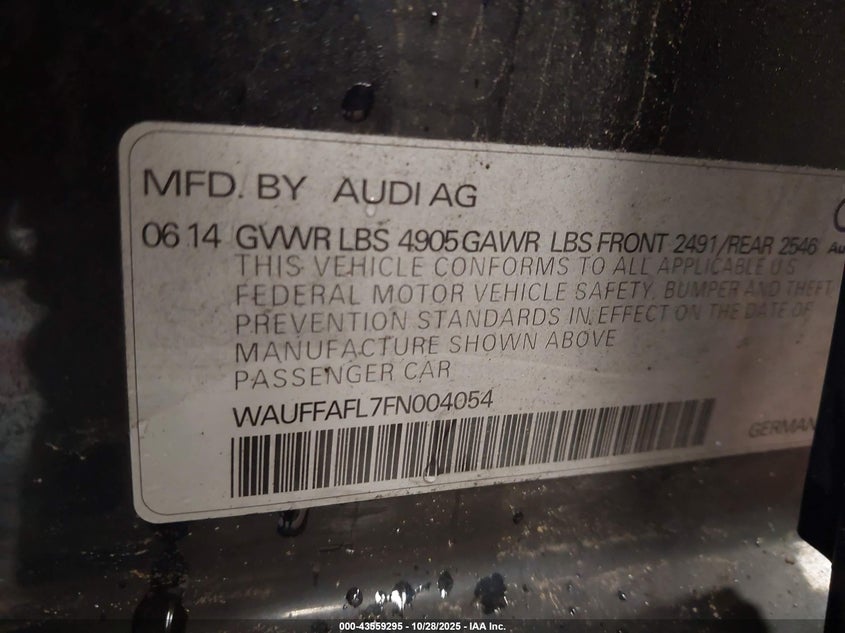 MFD. BY AUDI AG
06 14 GVWR LBS 4905 GAWR LBS FRONT 2491/REAR 2546
THIS VEHICLE CONFORMS TO ALL APPLICABLE U S
FEDERAL MOTOR VEHICLE SAFETY, BUMPER AND THEFT
PREVENTION STANDARDS IN EFFECT ON THE DATE OF
MANUFACTURE SHOWN ABOVE
PASSENGER CAR
WAUFFAFL7FN004054
000-43559295 - 10/28/2025 - IAA Inc.